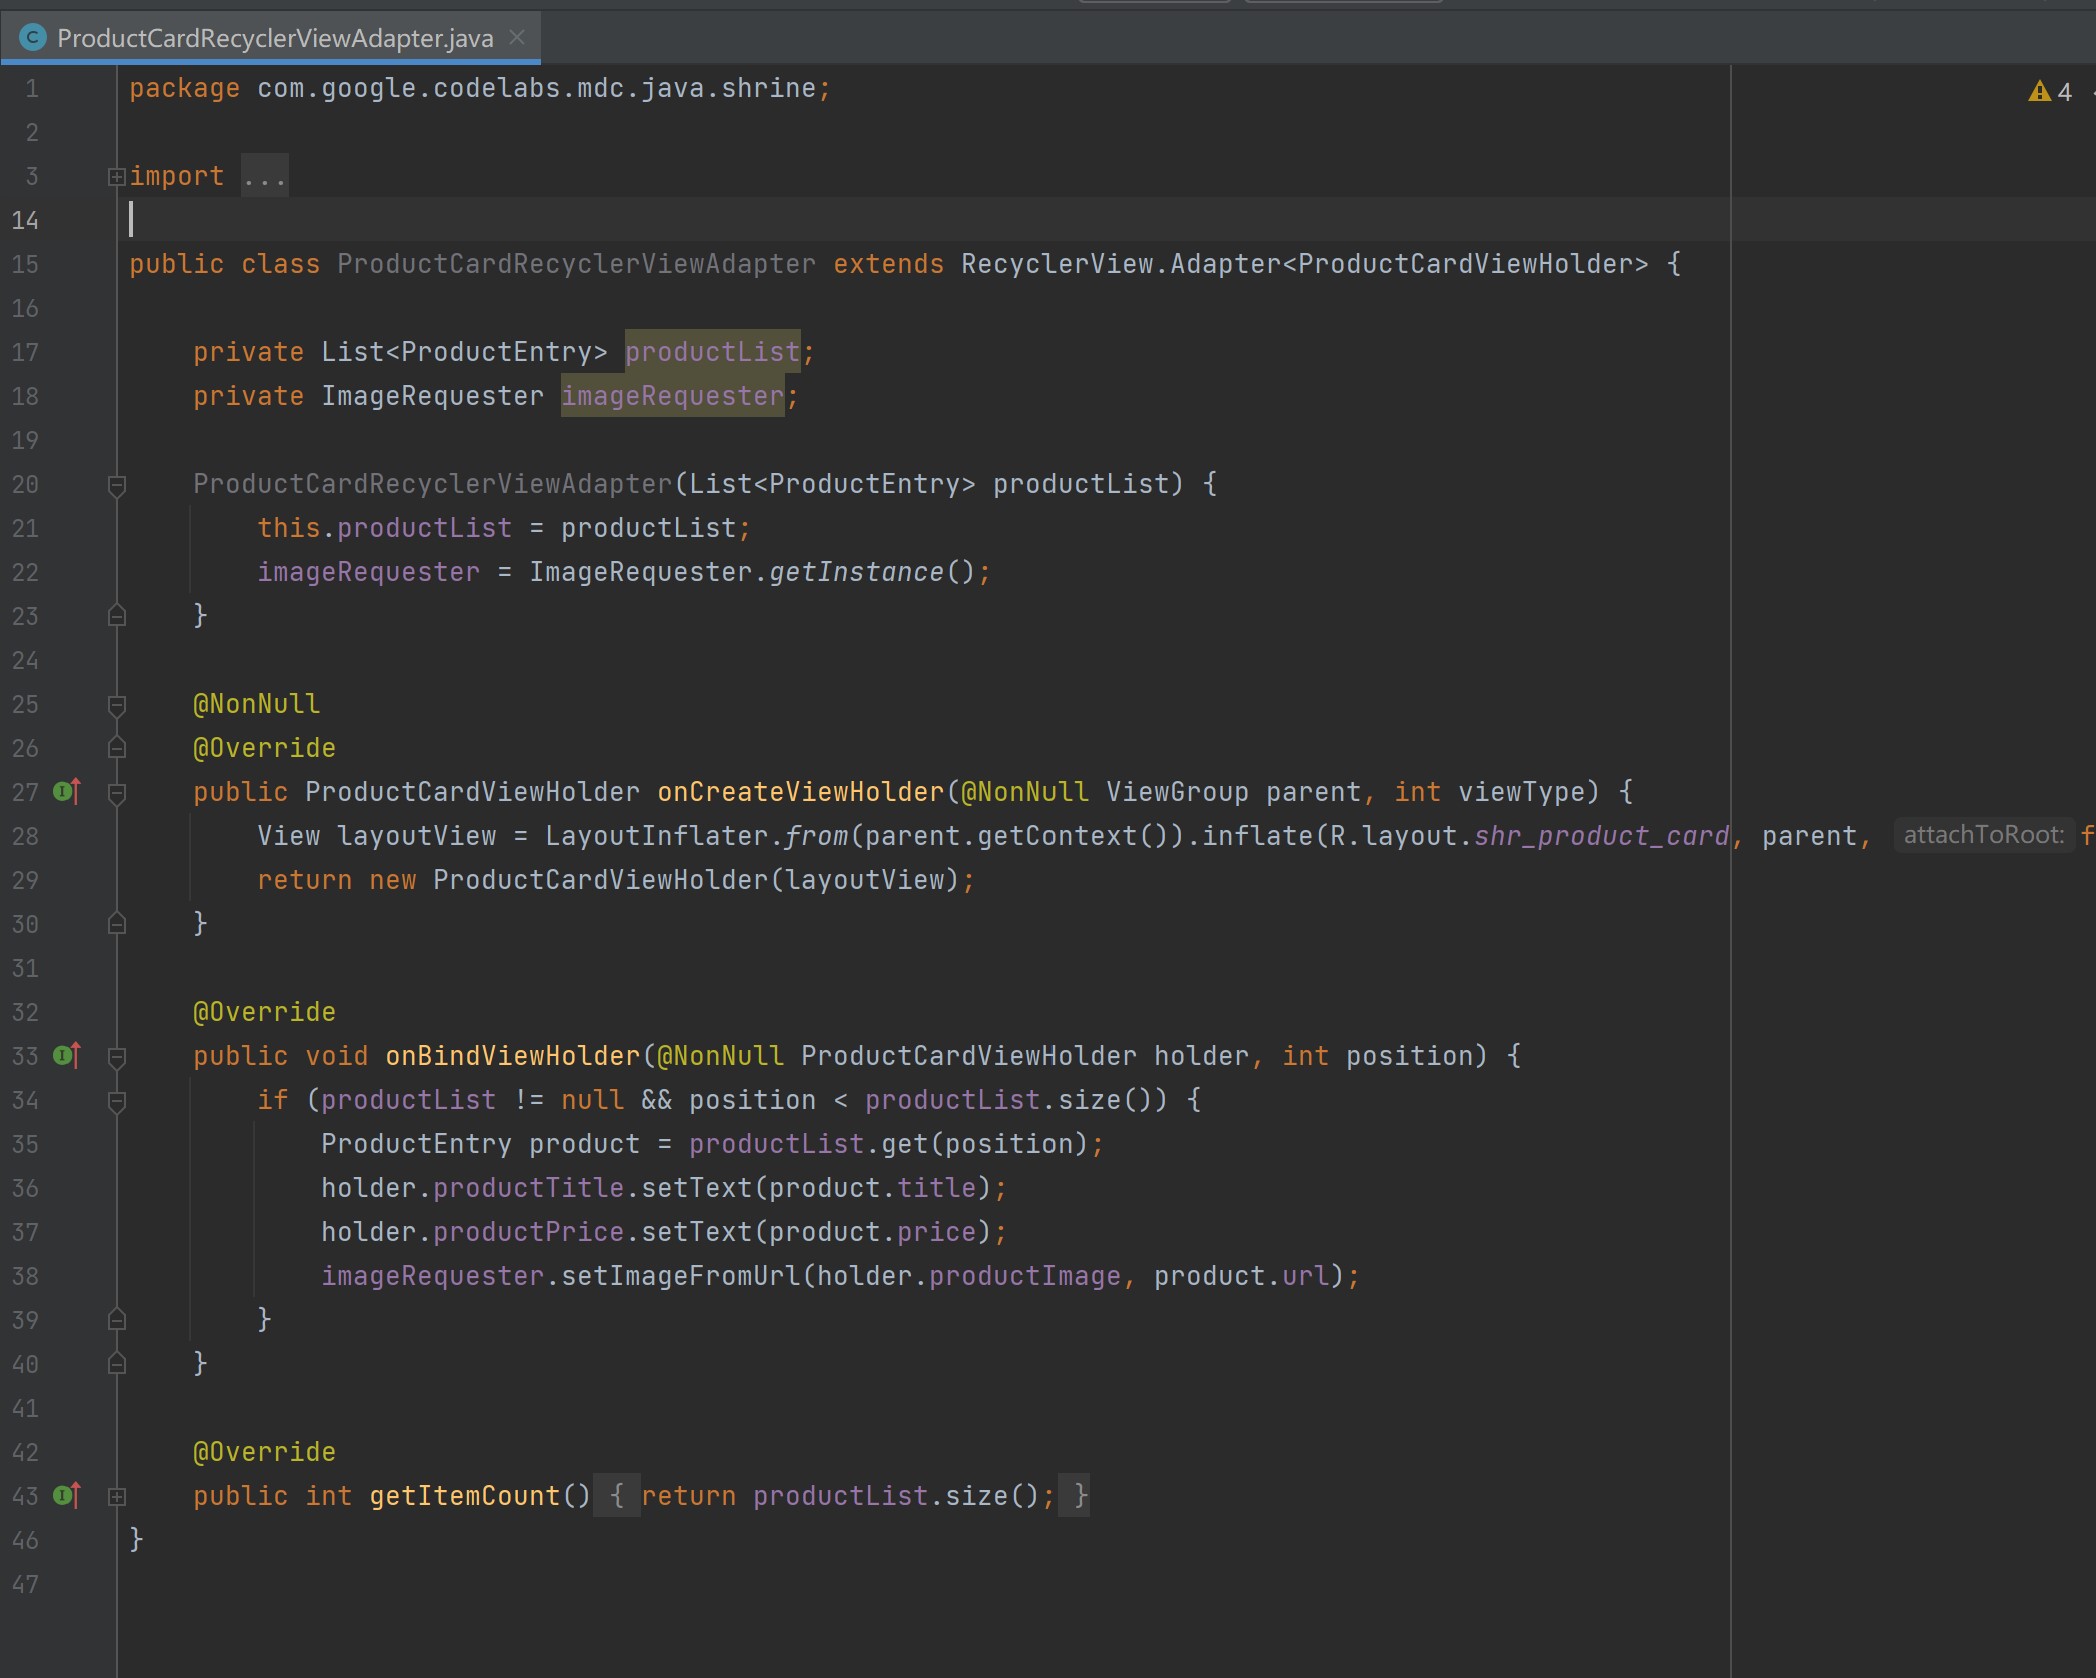 ProductCardRecyclerViewAdapter.java
4
1 package com.google.codelabs.mdc.java.shrine;
2
3 import ...
14
15 public class ProductCardRecyclerViewAdapter extends RecyclerView.Adapter<ProductCardViewHolder> {
16
17 private List<ProductEntry> productList;
18 private ImageRequester imageRequester;
19
20 ProductCardRecyclerViewAdapter(List<ProductEntry> productList) {
21 this.productList = productList;
22 imageRequester = ImageRequester.getInstance();
23 }
24
25 @NonNull
26 @Override
27 public ProductCardViewHolder onCreateViewHolder(@NonNull ViewGroup parent, int viewType) {
28 View layoutView = LayoutInflater.from(parent.getContext()).inflate(R.layout.shr_product_card, parent, attachToRoot: f
29 return new ProductCardViewHolder(layoutView);
30 }
31
32 @Override
33 public void onBindViewHolder(@NonNull ProductCardViewHolder holder, int position) {
34 if (productList != null && position < productList.size()) {
35 ProductEntry product = productList.get(position);
36 holder.productTitle.setText(product.title);
37 holder.productPrice.setText(product.price);
38 imageRequester.setImageFromUrl(holder.productImage, product.url);
39 }
40 }
41
42 @Override
43 public int getItemCount() { return productList.size(); }
46 }
47